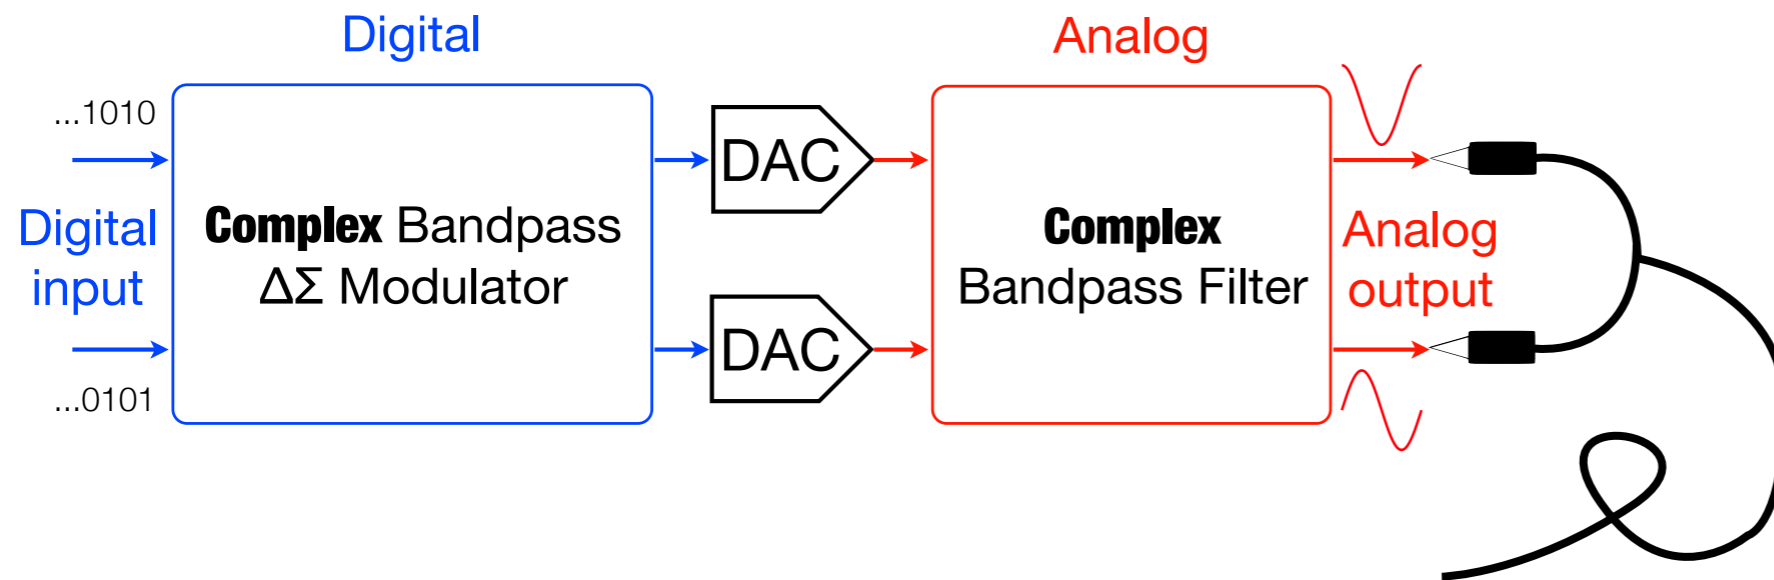 Digital
Analog
...1010
DAC
Digital
input
Complex Bandpass
ΔΣ Modulator
Complex
Bandpass Filter
Analog
output
DAC
...0101